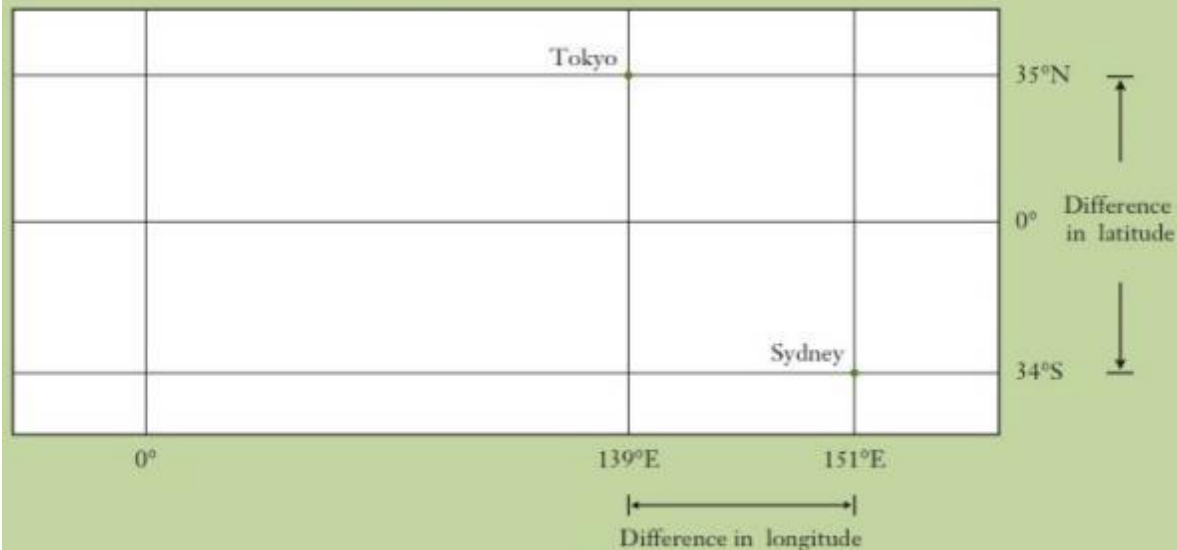 Tokyo
35°N
0°
Difference
in latitude
Sydney
34°S
0°
139°E
151°E
Difference in longitude